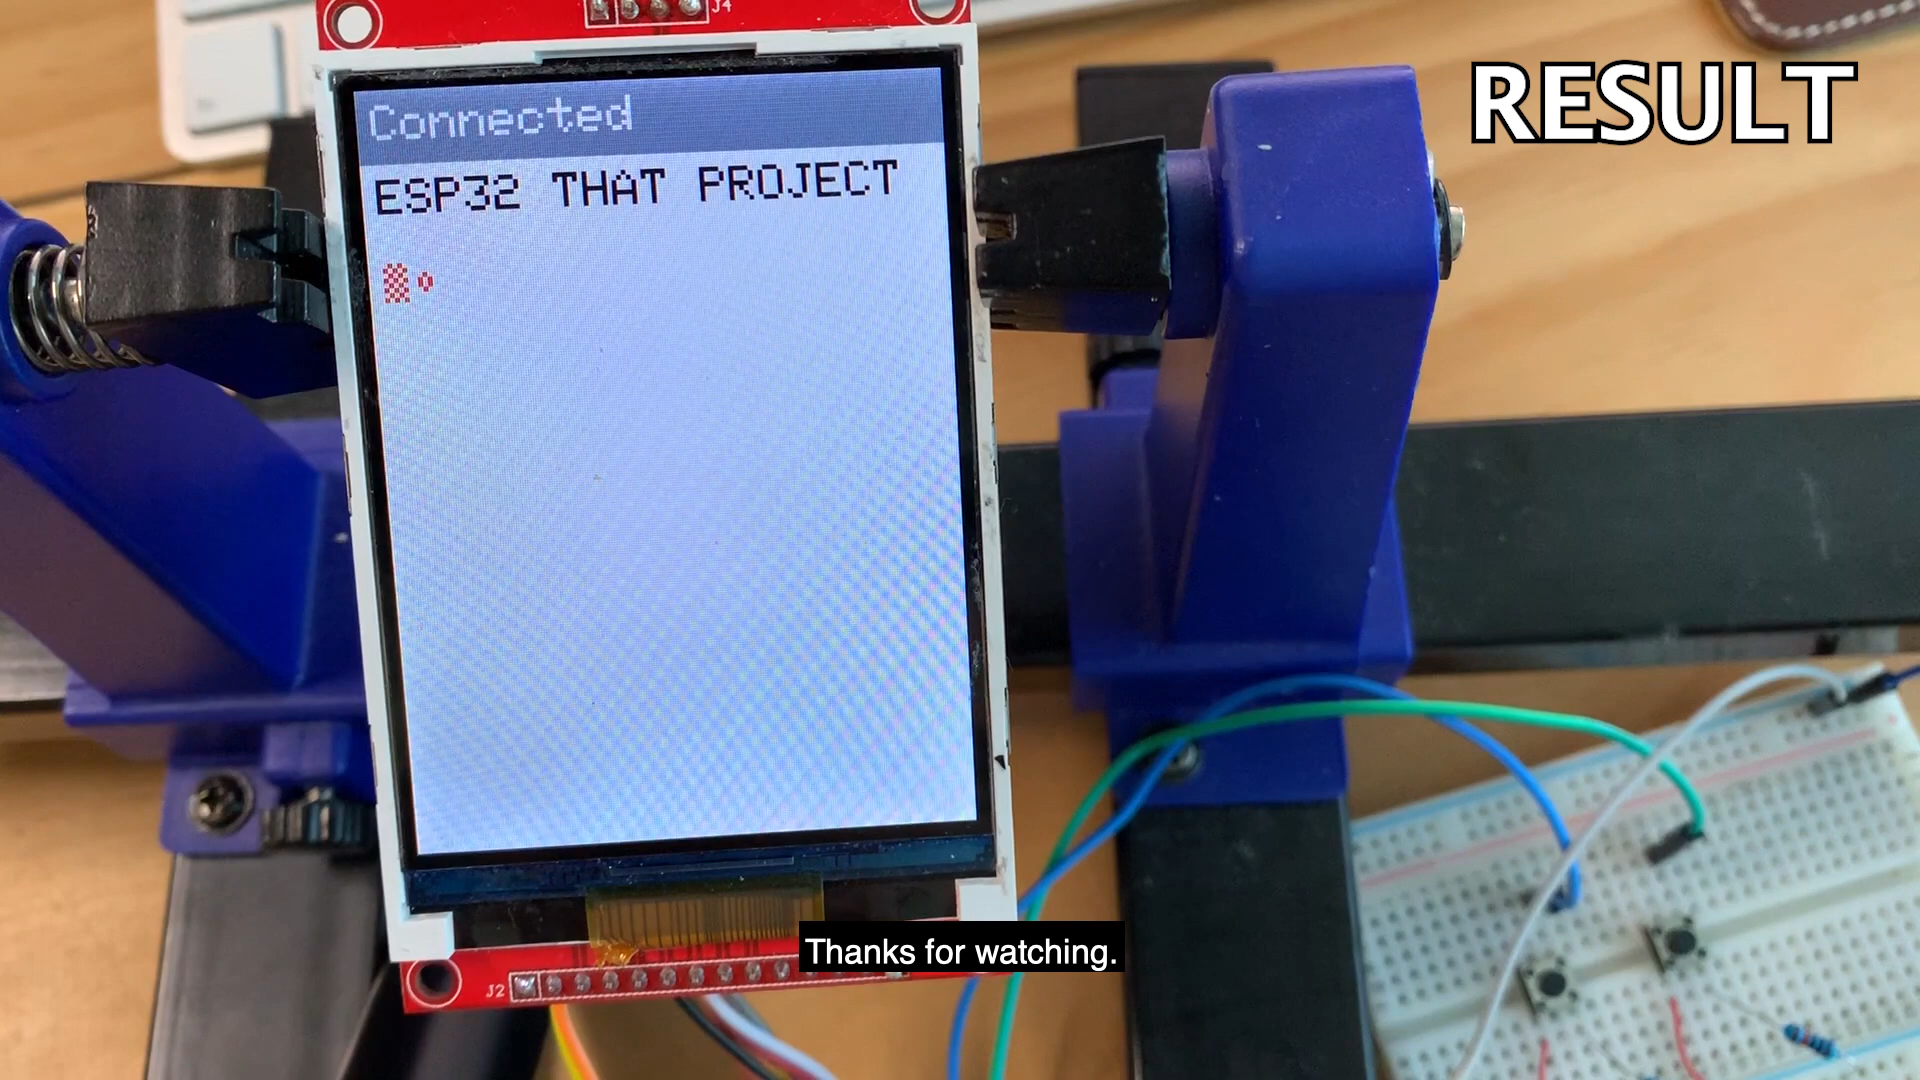 J4
RESULT
Connected
ESP32 THAT PROJECT
Thanks for watching.
J2